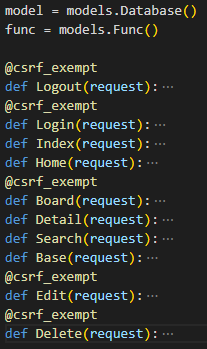 model = models.Database()
func = models.Func()
@csrf_exempt
def Logout(request): ···
@csrf_exempt
def Login(request): ···
def Index(request): ···
def Home(request): ···
@csrf_exempt
def Board(request): ···
def Detail(request): ···
def Search(request): ···
def Base(request): ···
@csrf_exempt
def Edit(request): ···
@csrf_exempt
def Delete(request): ···